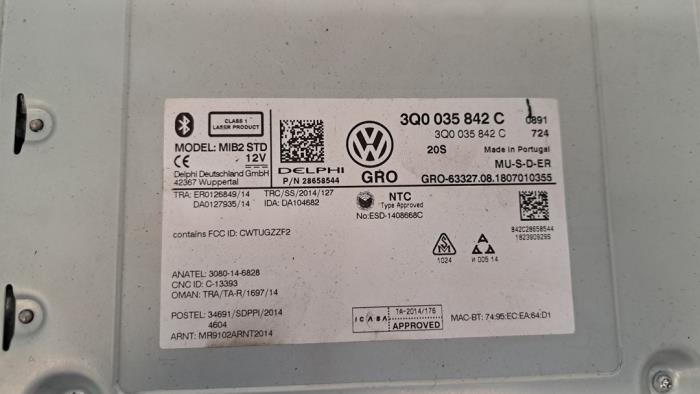 CLASS 1
LASER PRODUCT
MODEL: MIB2 STD
12V
Delphi Deutschland GmbH
42367 Wuppertal
DELPHI
P/N 28658544
GRO
3Q0 035 842 C 0891
3Q0 035 842 C 724
20S Made in Portugal
MU-S-D-ER
GRO-63327.08.1807010355
TRA: ER0126849/14 TRC/SS/2014/127
DA0127935/14 IDA: DA104682
NTC
Type Approved
No:ESD-1408668C
contains FCC ID: CWTUGZZF2
842C28658544
1823909295
1024
И 005 14
ANATEL: 3080-14-6828
CNC ID: C-13393
OMAN: TRA/TA-R/1697/14
POSTEL: 34691/SDPPI/2014
4604
ARNT: MR9102ARNT2014
ICASA
TA-2014/176
APPROVED
MAC-BT: 74:95:EC:EA:64:D1